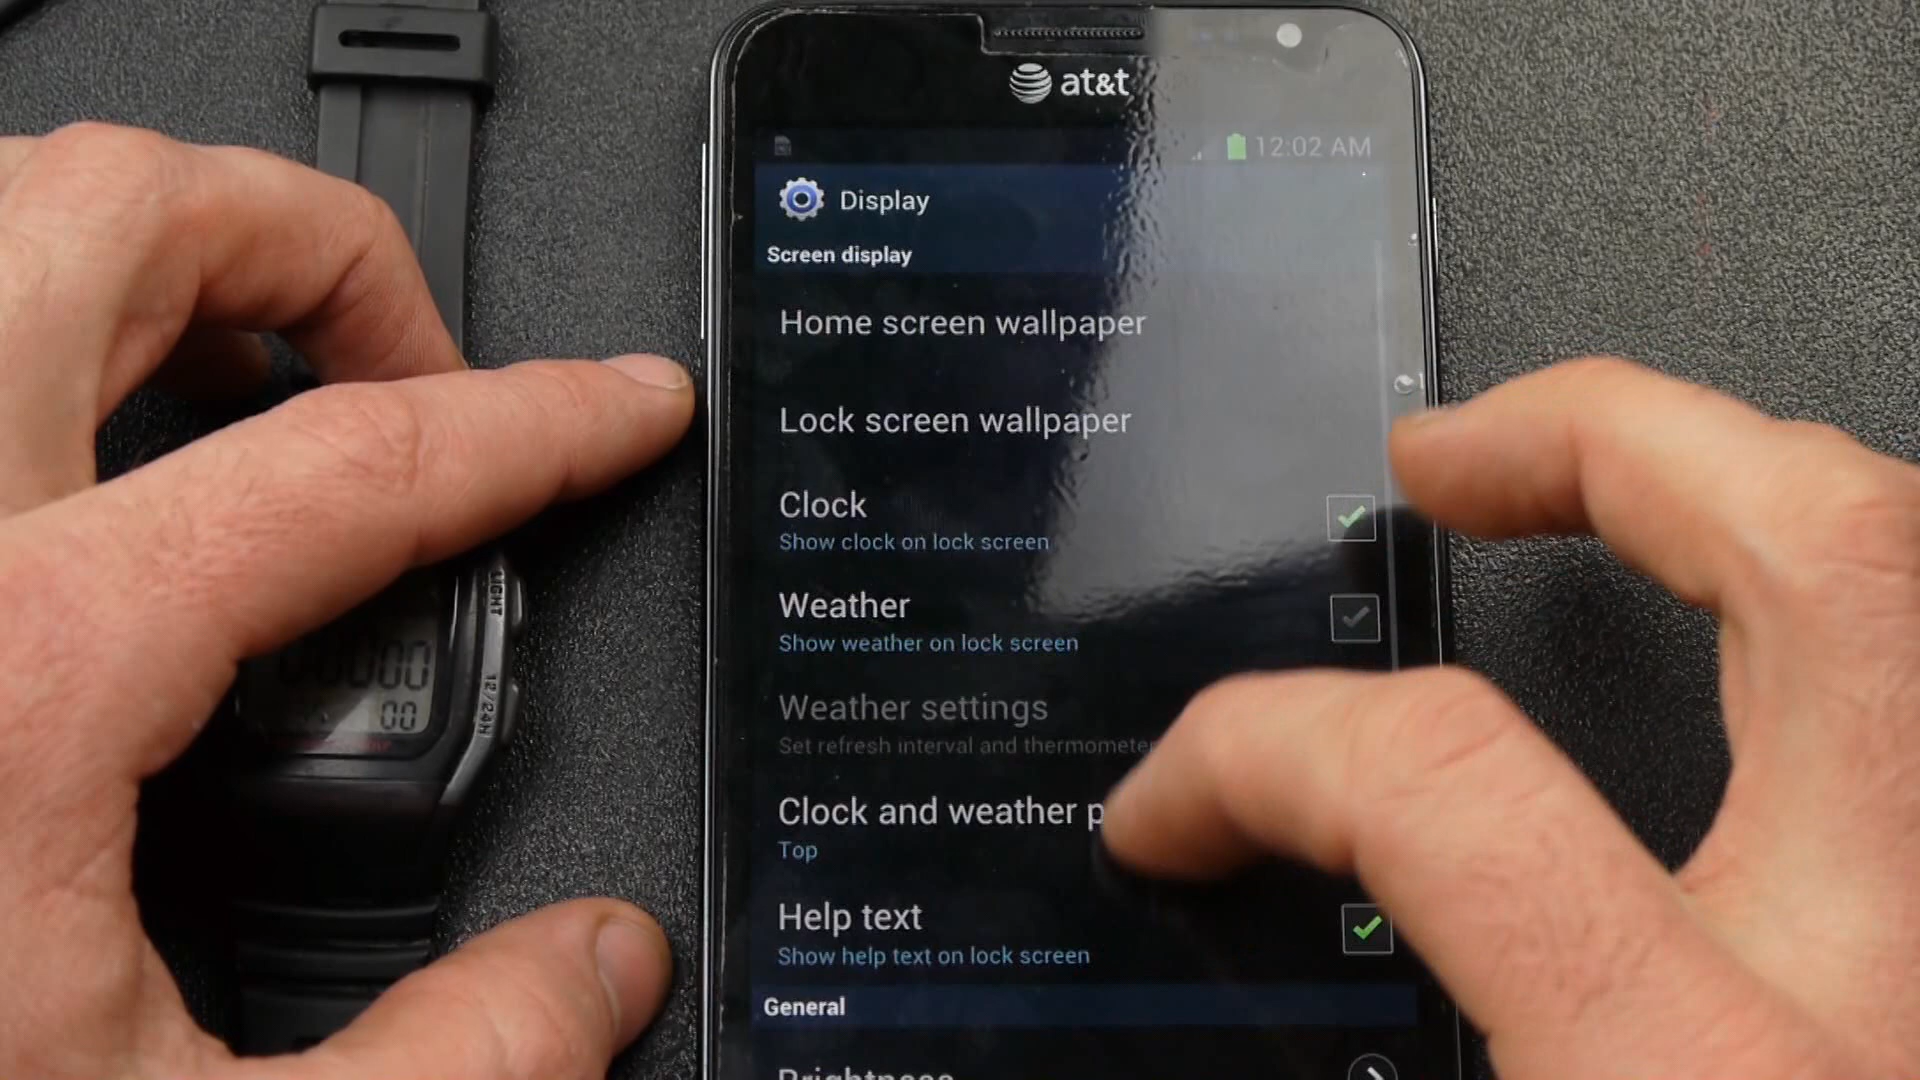 at&t
12:02 AM
Display
Screen display
Home screen wallpaper
Lock screen wallpaper
Clock
Show clock on lock screen
Weather
Show weather on lock screen
LIGHT
Weather settings
12/24H
00
Set refresh interval and thermometer
Clock and weather p
Top
Help text
Show help text on lock screen
General
Brightness